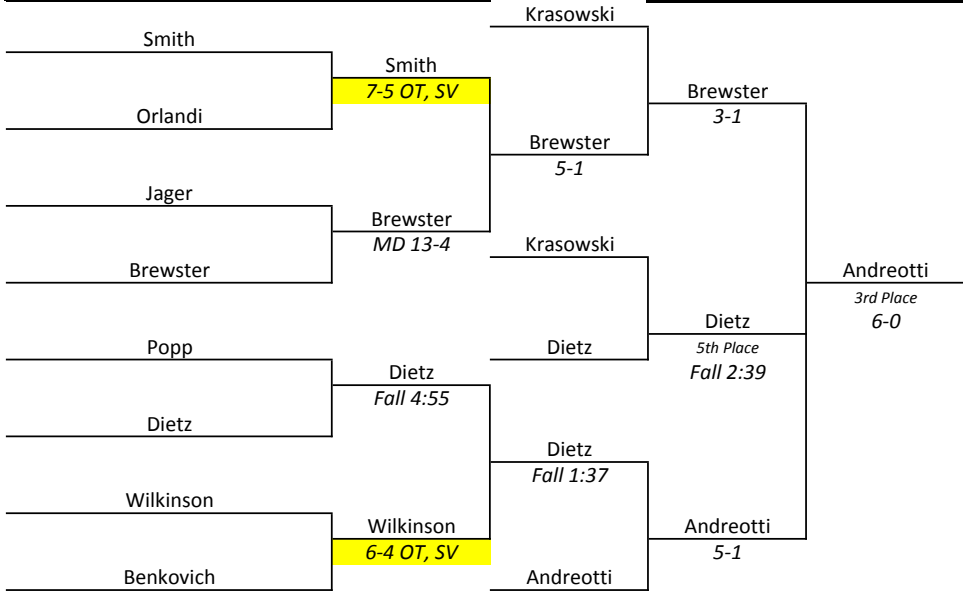 Krasowski
Smith
Smith
7-5 OT, SV
Brewster
3-1
Orlandi
Brewster
5-1
Jager
Brewster
MD 13-4
Krasowski
Brewster
Andreotti
3rd Place
6-0
Dietz
5th Place
Fall 2:39
Popp
Dietz
Dietz
Fall 4:55
Dietz
Dietz
Fall 1:37
Wilkinson
Wilkinson
6-4 OT, SV
Andreotti
5-1
Benkovich
Andreotti